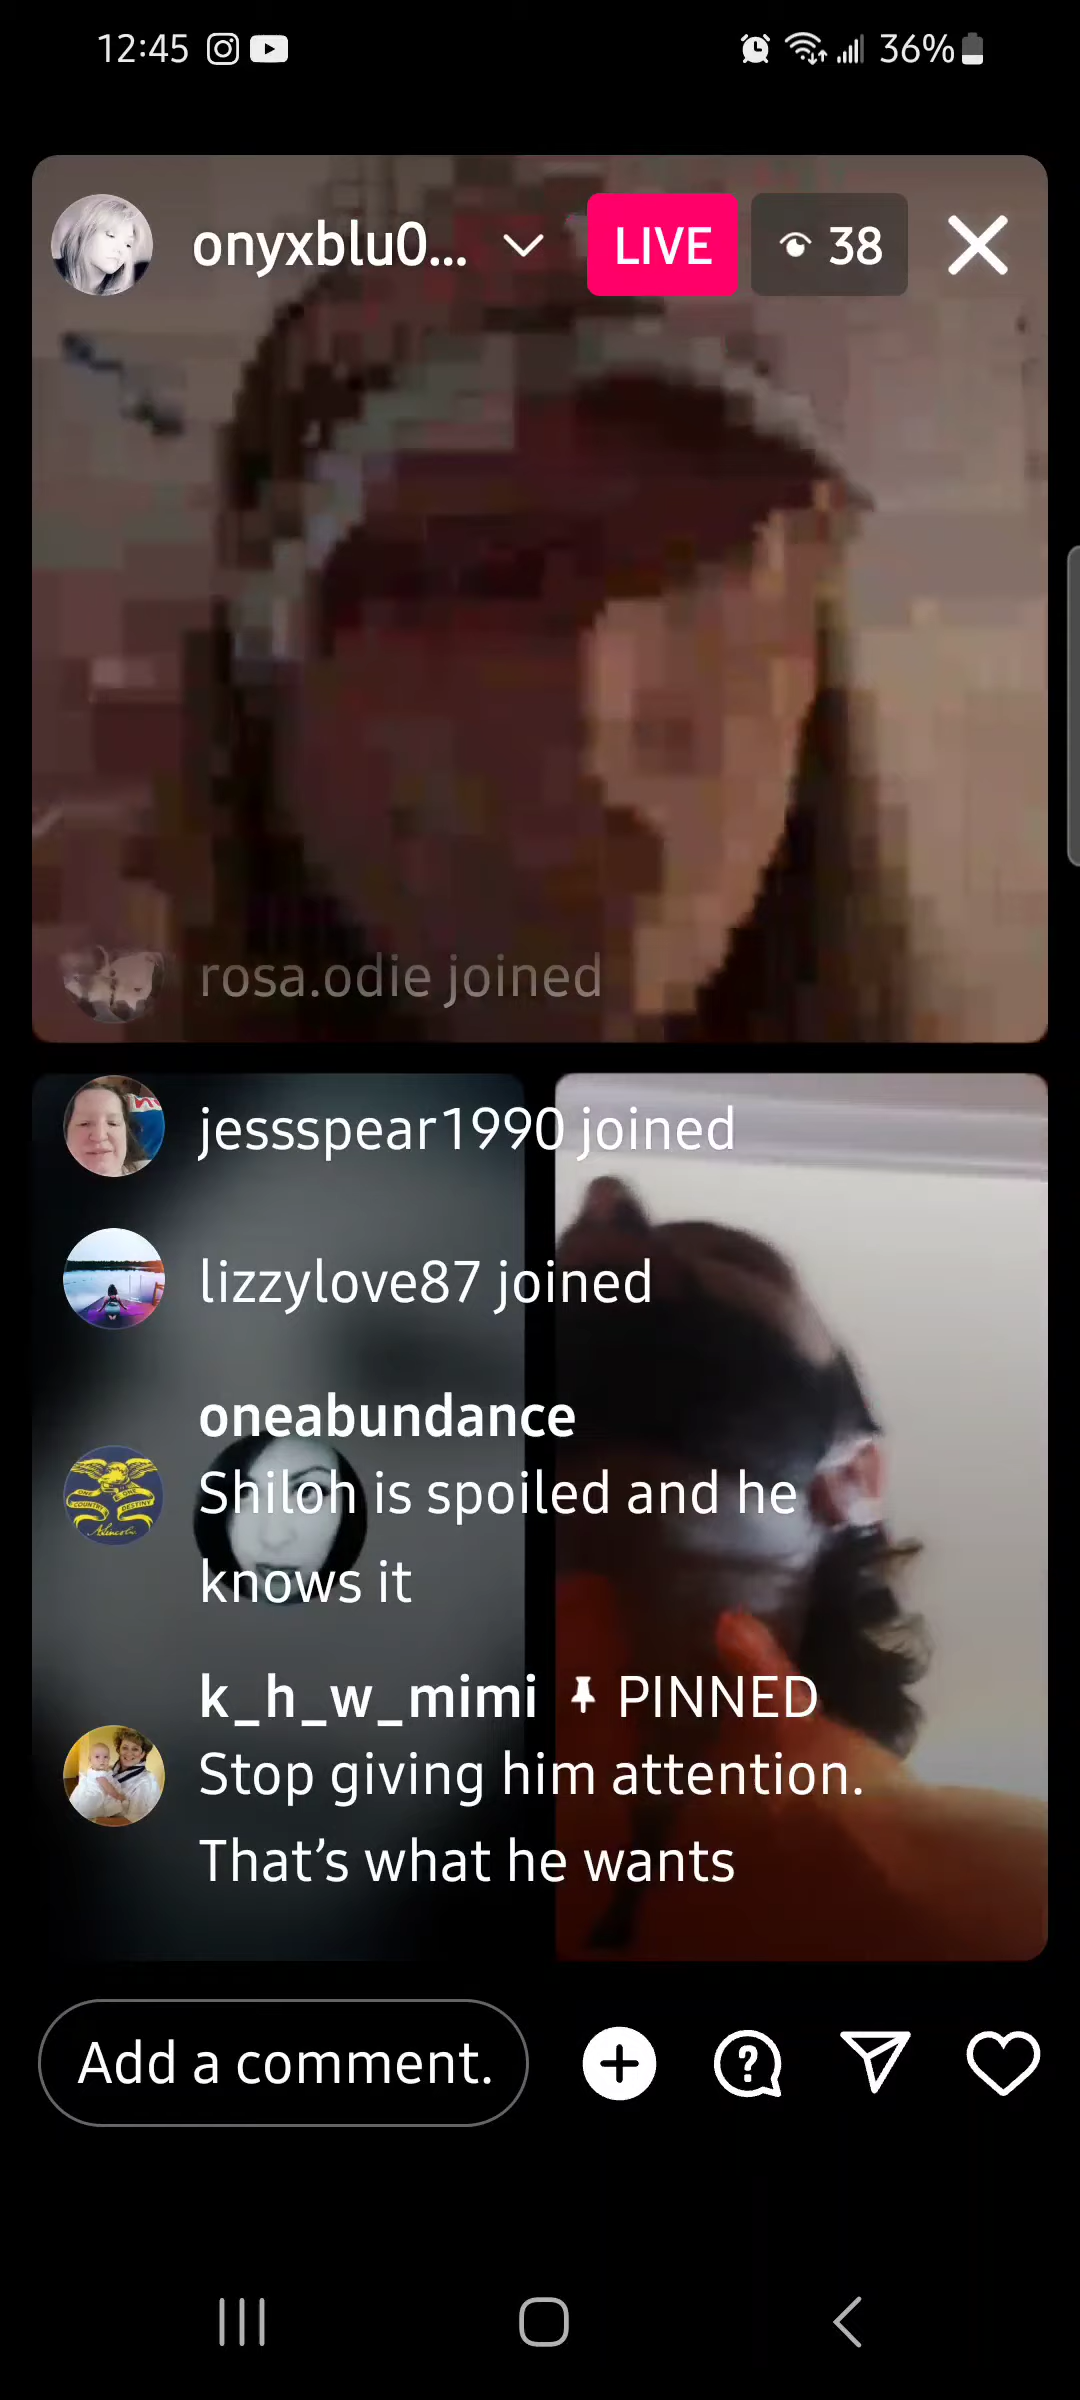 12:45 36%
onyxblu0... LIVE 38
rosa.odie joined
jessspear1990 joined
lizzylove87 joined
oneabundance
Shiloh is spoiled and he
knows it
k_h_w_mimi PINNED
Stop giving him attention.
That's what he wants
Add a comment.